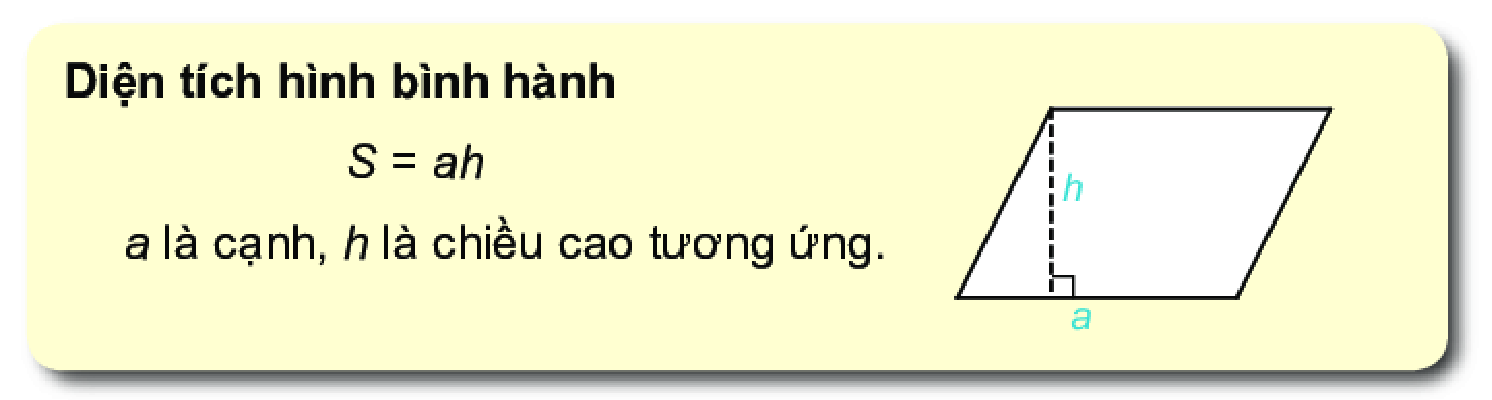 Diện tích hình bình hành
S = ah
a là cạnh, h là chiều cao tương ứng.
h
a